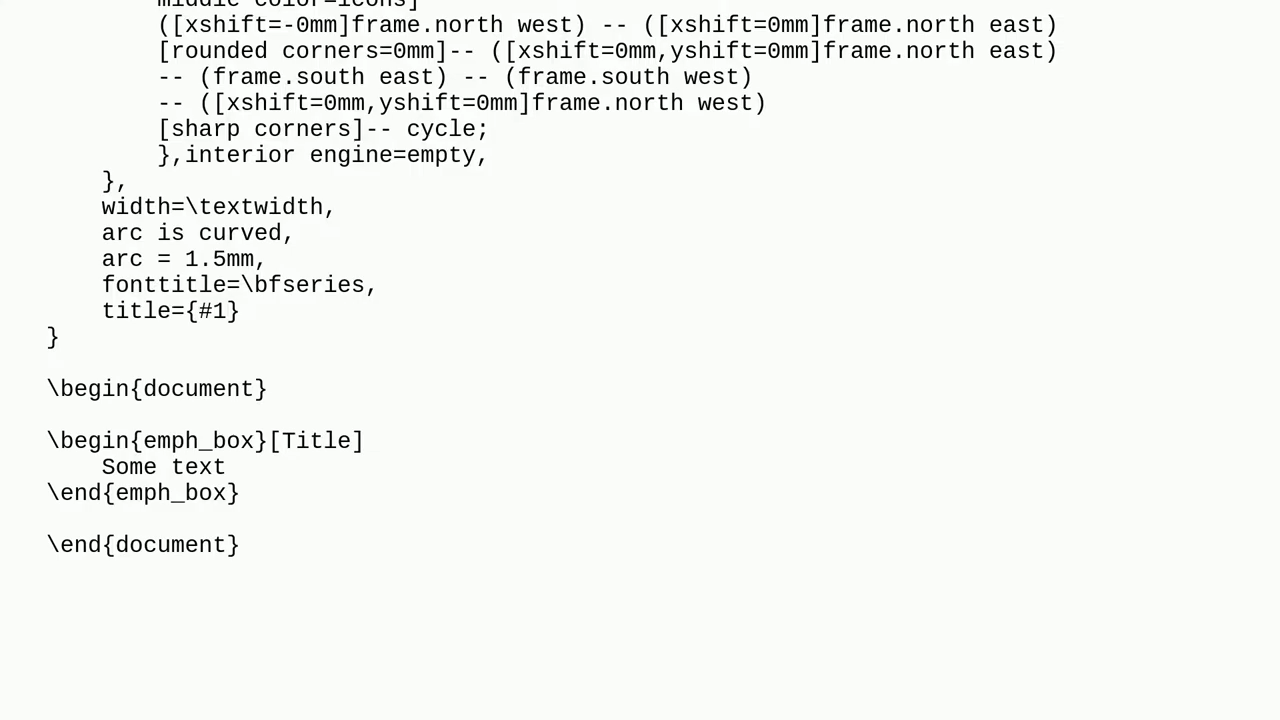 middle color=icons]
([xshift=-0mm]frame.north west) -- ([xshift=0mm]frame.north east)
[rounded corners=0mm]-- ([xshift=0mm,yshift=0mm]frame.north east)
-- (frame.south east) -- (frame.south west)
-- ([xshift=0mm,yshift=0mm]frame.north west)
[sharp corners]-- cycle;
},interior engine=empty,
},
width=\textwidth,
arc is curved,
arc = 1.5mm,
fonttitle=\bfseries,
title={#1}
}
\begin{document}
\begin{emph_box}[Title]
Some text
\end{emph_box}
\end{document}